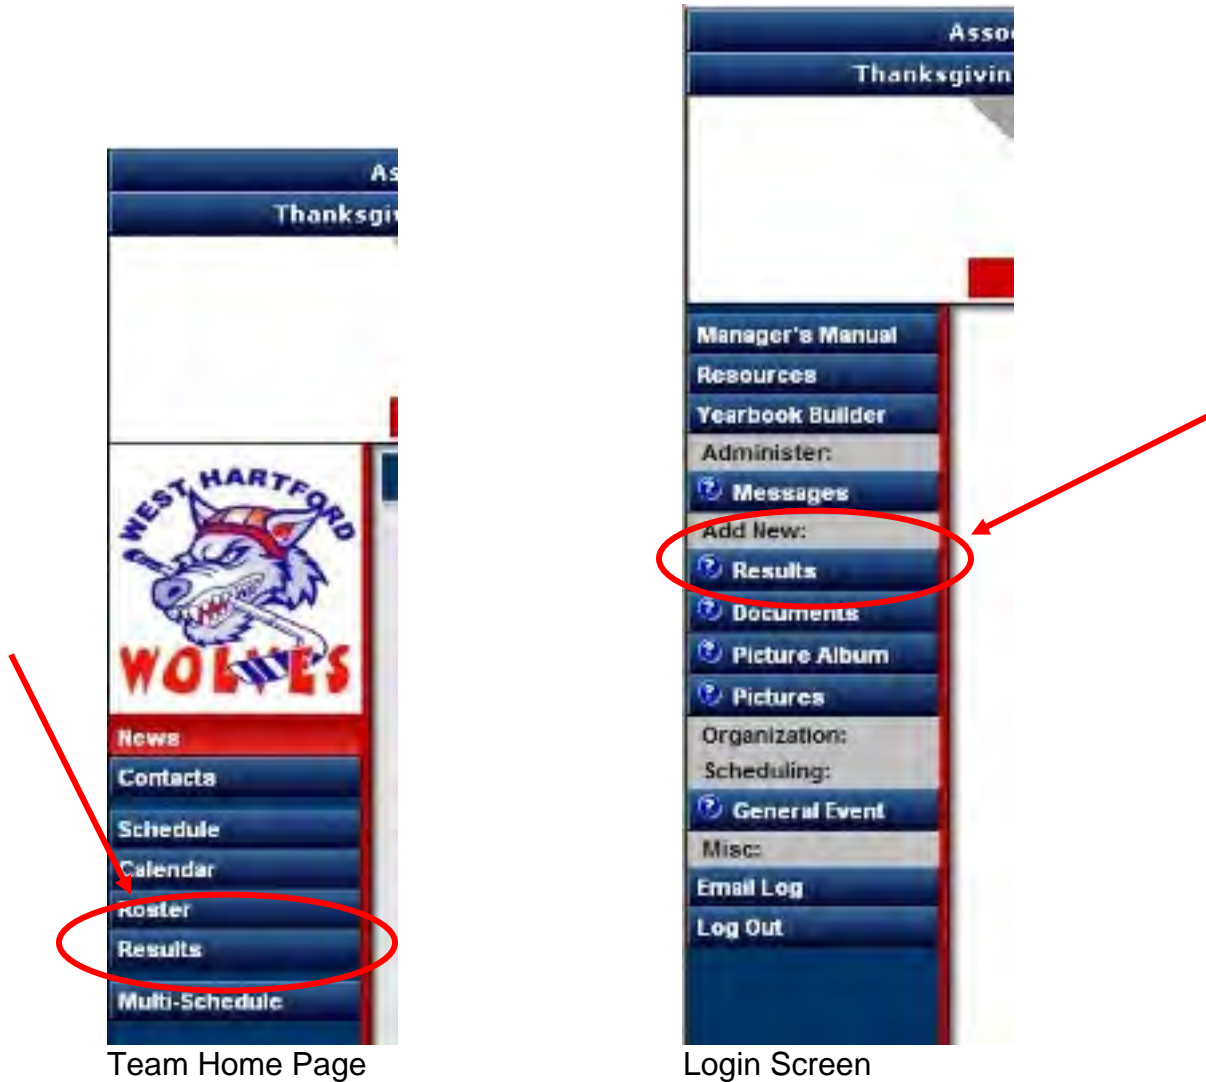 As
Thanksgiv
WEST HARTFORD
WOLVES
News
Contacts
Schedule
Calendar
Roster
Results
Multi-Schedule
Team Home Page
Asso
Thanksgivin
Manager's Manual
Resources
Yearbook Builder
Administer:
? Messages
Add New:
? Results
? Documents
? Picture Album
? Pictures
Organization:
Scheduling:
? General Event
Misc:
Email Log
Log Out
Login Screen